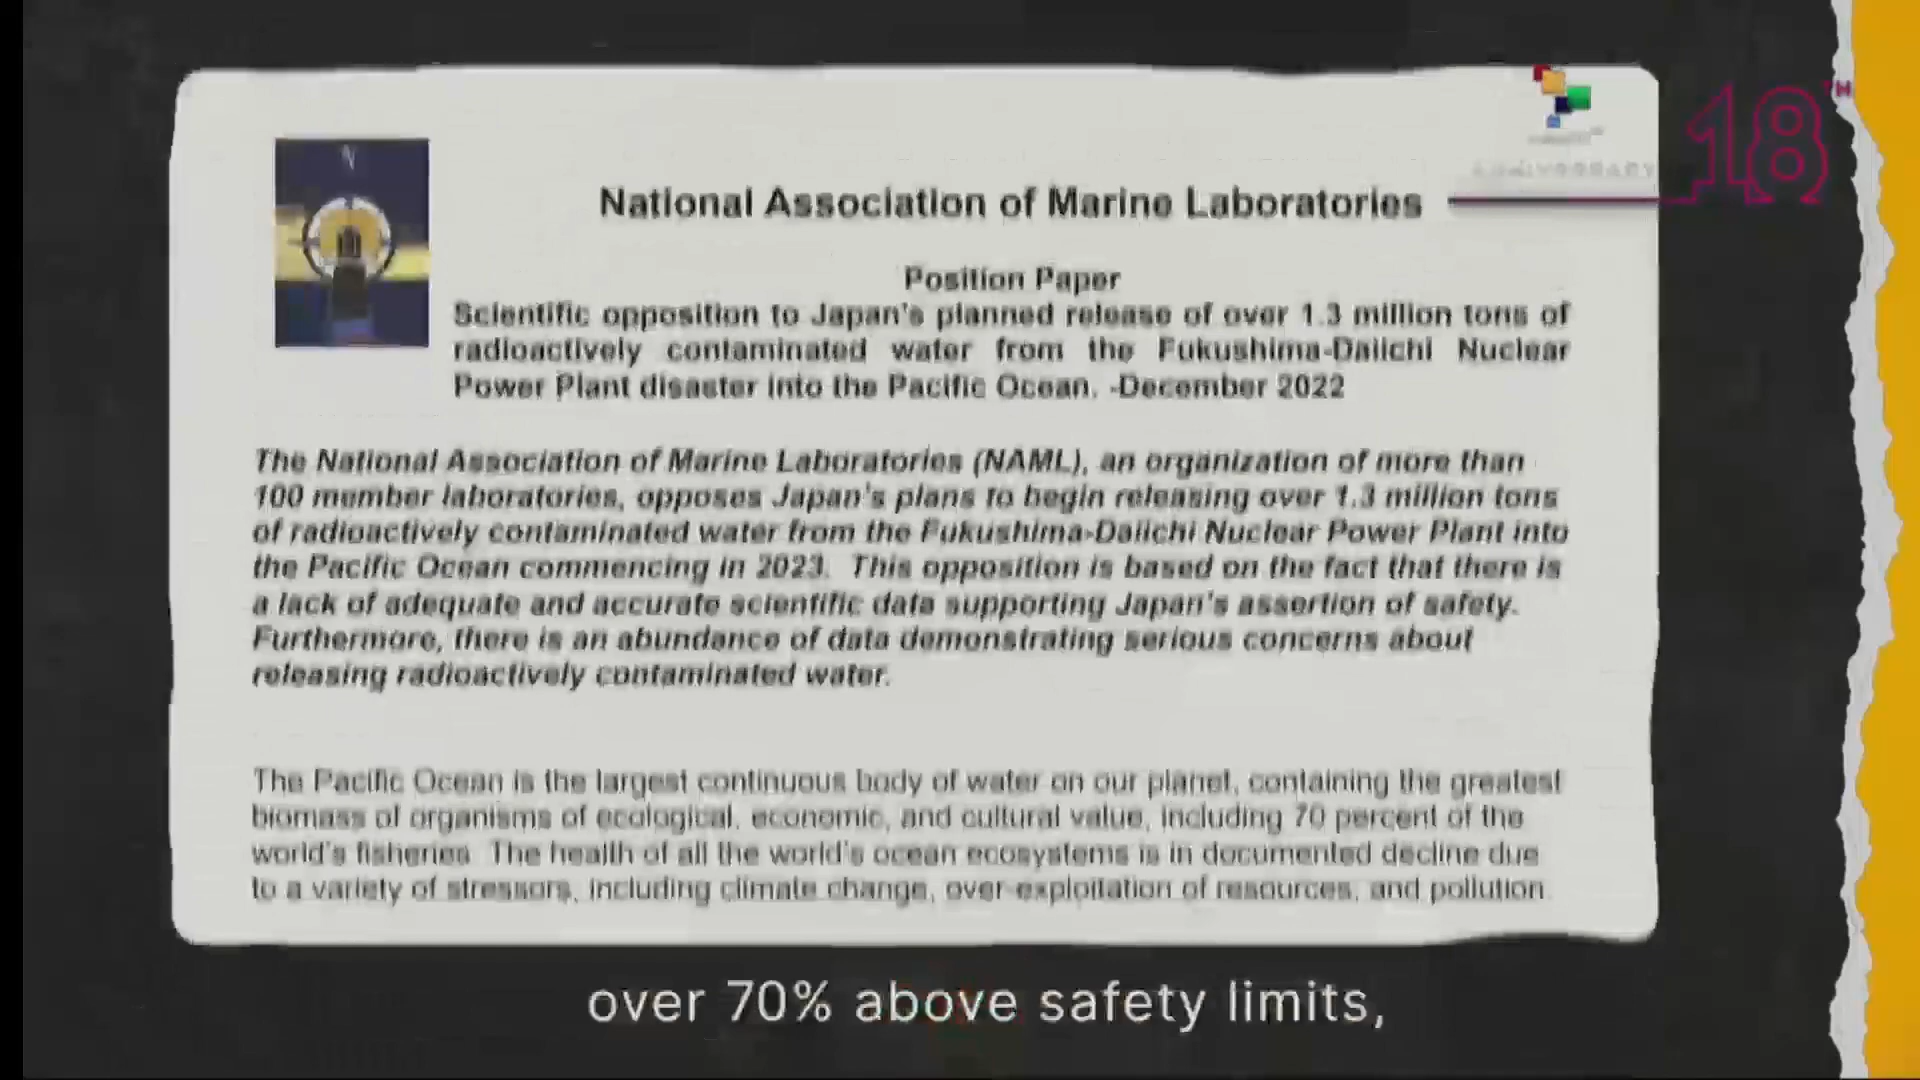 N
18TH
ANNIVERSARY
National Association of Marine Laboratories
Position Paper
Scientific opposition to Japan's planned release of over 1.3 million tons of
radioactively contaminated water from the Fukushima-Daiichi Nuclear
Power Plant disaster into the Pacific Ocean. -December 2022
The National Association of Marine Laboratories (NAML), an organization of more than
100 member laboratories, opposes Japan's plans to begin releasing over 1.3 million tons
of radioactively contaminated water from the Fukushima-Daiichi Nuclear Power Plant into
the Pacific Ocean commencing in 2023. This opposition is based on the fact that there is
a lack of adequate and accurate scientific data supporting Japan's assertion of safety.
Furthermore, there is an abundance of data demonstrating serious concerns about
releasing radioactively contaminated water.
The Pacific Ocean is the largest continuous body of water on our planet, containing the greatest
biomass of organisms of ecological, economic, and cultural value, including 70 percent of the
world's fisheries. The health of all the world's ocean ecosystems is in documented decline due
to a variety of stressors, including climate change, over-exploitation of resources, and pollution.
over 70% above safety limits,